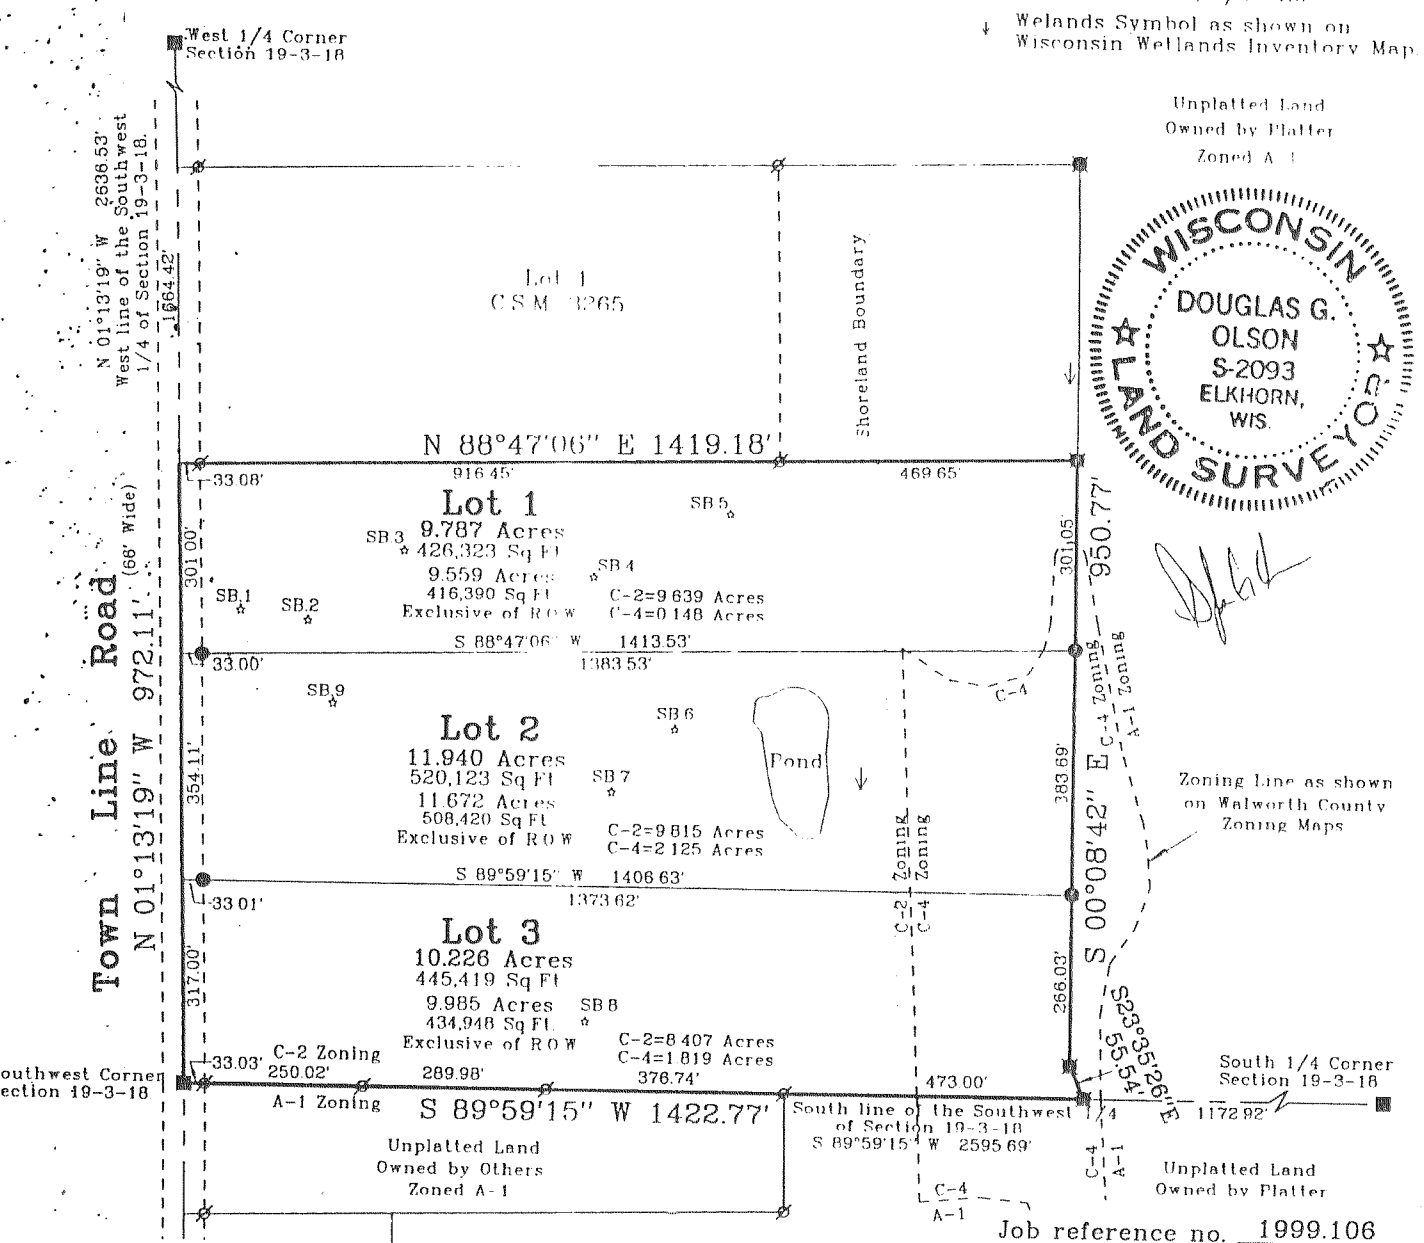 Welands Symbol as shown on
Wisconsin Wetlands Inventory Map
West 1/4 Corner
Section 19-3-18
Unplatted Land
Owned by Platter
Zoned A-1
N 01°13'19" W 2636.53'
West line of the Southwest
1/4 of Section 19-3-18.
1664.42'
Lot 1
C S M 3265
Shoreland Boundary
WISCONSIN
LAND SURVEYOR
DOUGLAS G.
OLSON
S-2093
ELKHORN,
WIS.
N 88°47'06" E 1419.18'
33.08'
916.45'
469.65'
Lot 1
9.787 Acres
426,323 Sq Ft
9.559 Acres
416,390 Sq Ft
Exclusive of R O W
C-2=9 639 Acres
C-4=0 148 Acres
SB 5
SB 3
SB 4
SB.1
SB.2
301 00'
301.05'
950.77'
S 88°47'06" W 1413.53'
33.00'
1383.53'
Town Line Road
(66' Wide)
N 01°13'19" W 972.11'
SB.9
SB 6
Lot 2
11.940 Acres
520,123 Sq Ft
11.672 Acres
508,420 Sq Ft
Exclusive of R O W
C-2=9 815 Acres
C-4=2 125 Acres
SB 7
Pond
C-4
354.11'
383 69'
C-2 Zoning
C-4 Zoning
C-4 Zoning
A-1 Zoning
S 00°08'42" E
Zoning Line as shown
on Walworth County
Zoning Maps
S 89°59'15" W 1406 63'
33 01'
1373 62'
Lot 3
10.226 Acres
445,419 Sq Ft
9.985 Acres
434,948 Sq Ft.
Exclusive of R O W
C-2=8 407 Acres
C-4=1 819 Acres
SB 8
317.00'
266.03'
S23°35'26"E
55.54'
33.03'
C-2 Zoning
250.02'
289.98'
376.74'
473.00'
A-1 Zoning
S 89°59'15" W 1422.77'
outhwest Corner
ection 19-3-18
South 1/4 Corner
Section 19-3-18
1172.92'
South line of the Southwest 1/4
of Section 19-3-18
S 89°59'15" W 2595 69'
Unplatted Land
Owned by Others
Zoned A-1
C-4
A-1
C-4
A-1
Unplatted Land
Owned by Platter
Job reference no. 1999.106